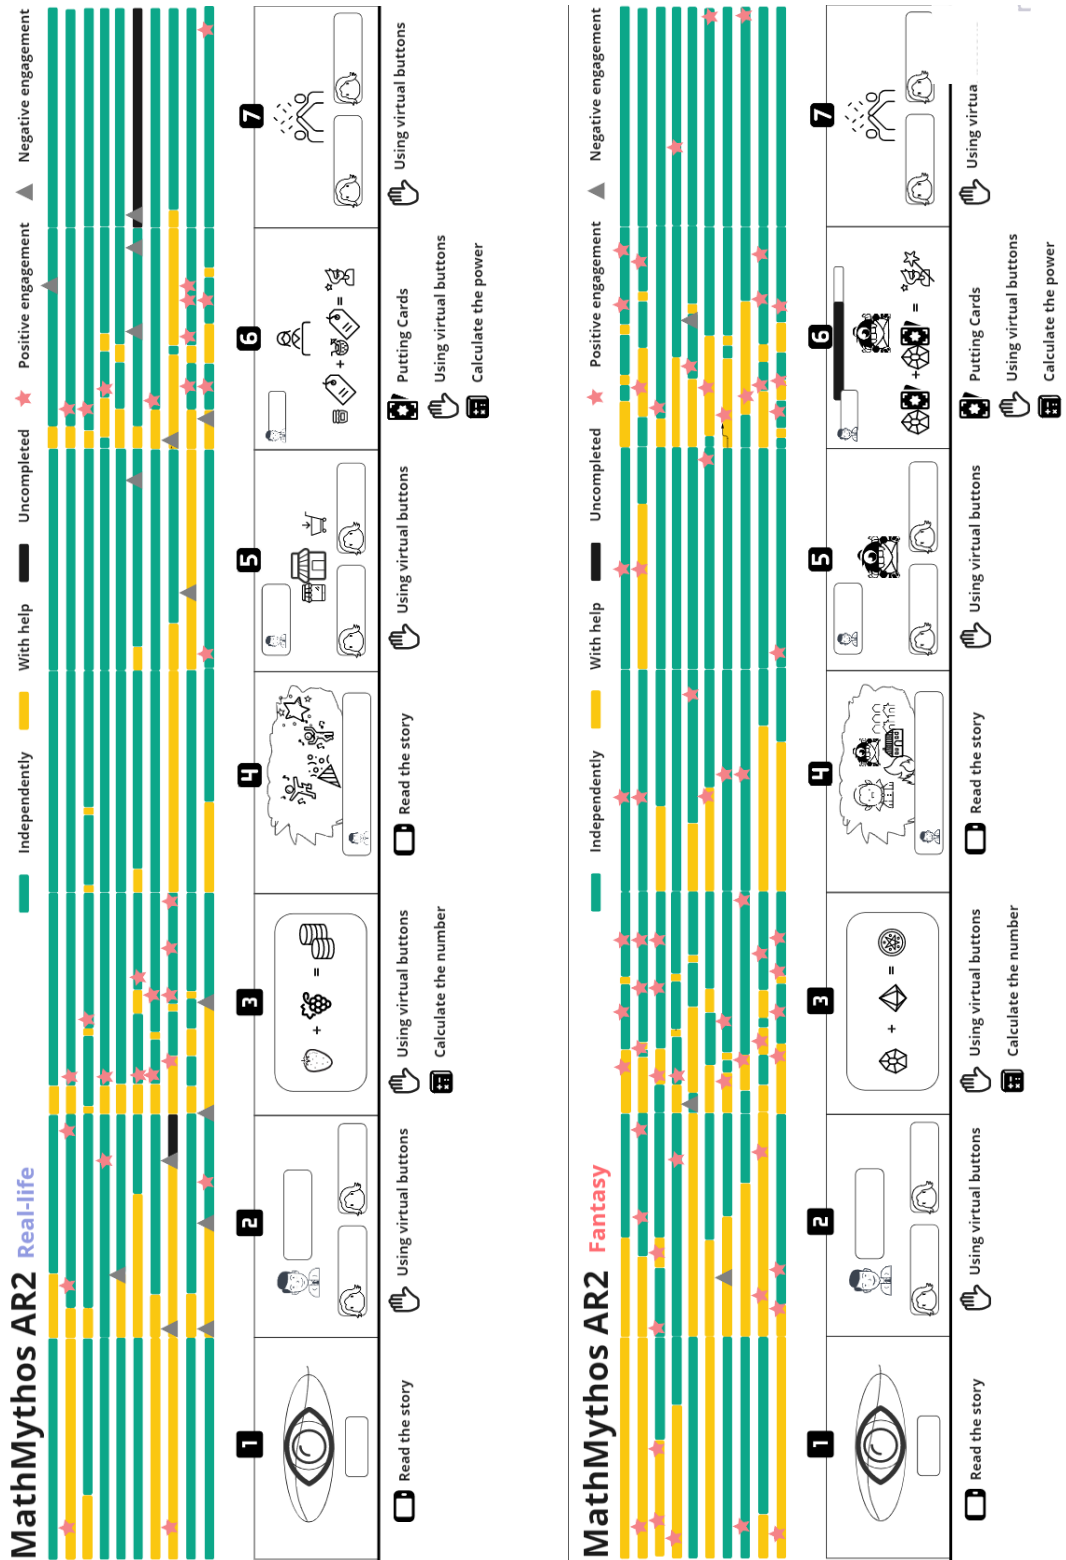 MathMythos AR2 Real-life
Independently With help Uncompleted Positive engagement Negative engagement
1 2 3 4 5 6 7
+ =
+ =
Read the story
Using virtual buttons
Using virtual buttons
Calculate the number
Read the story
Using virtual buttons
Putting Cards
Using virtual buttons
Calculate the power
Using virtual buttons
MathMythos AR2 Fantasy
Independently With help Uncompleted Positive engagement Negative engagement
1 2 3 4 5 6 7
+ =
+ =
Read the story
Using virtual buttons
Using virtual buttons
Calculate the number
Read the story
Using virtual buttons
Putting Cards
Using virtual buttons
Calculate the power
Using virtua